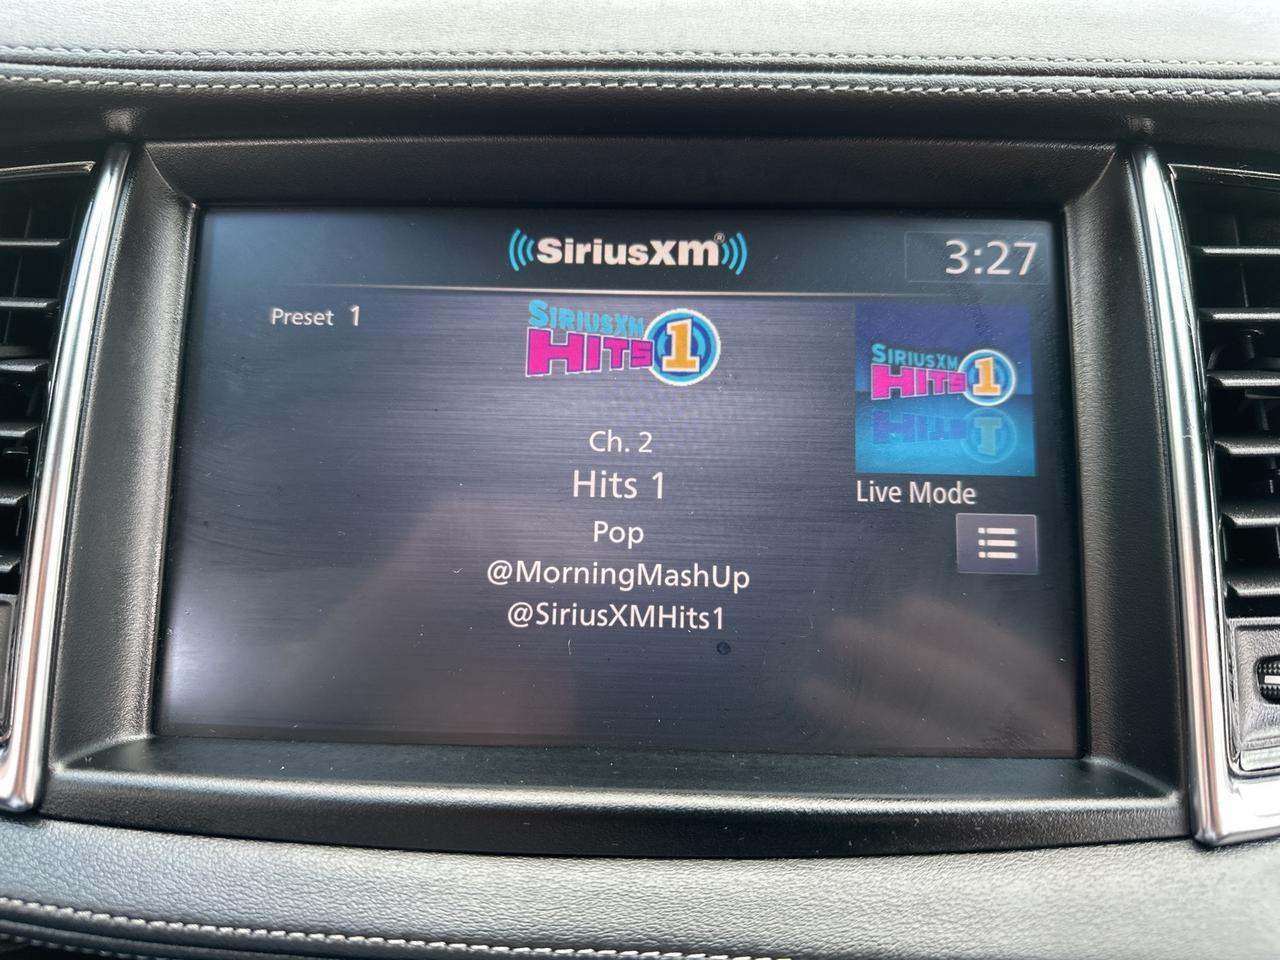 SiriusXM®
3:27
Preset 1
SIRIUSXM
HITS 1
SIRIUSXM
HITS 1
Ch. 2
Hits 1
Live Mode
Pop
@MorningMashUp
@SiriusXMHits1